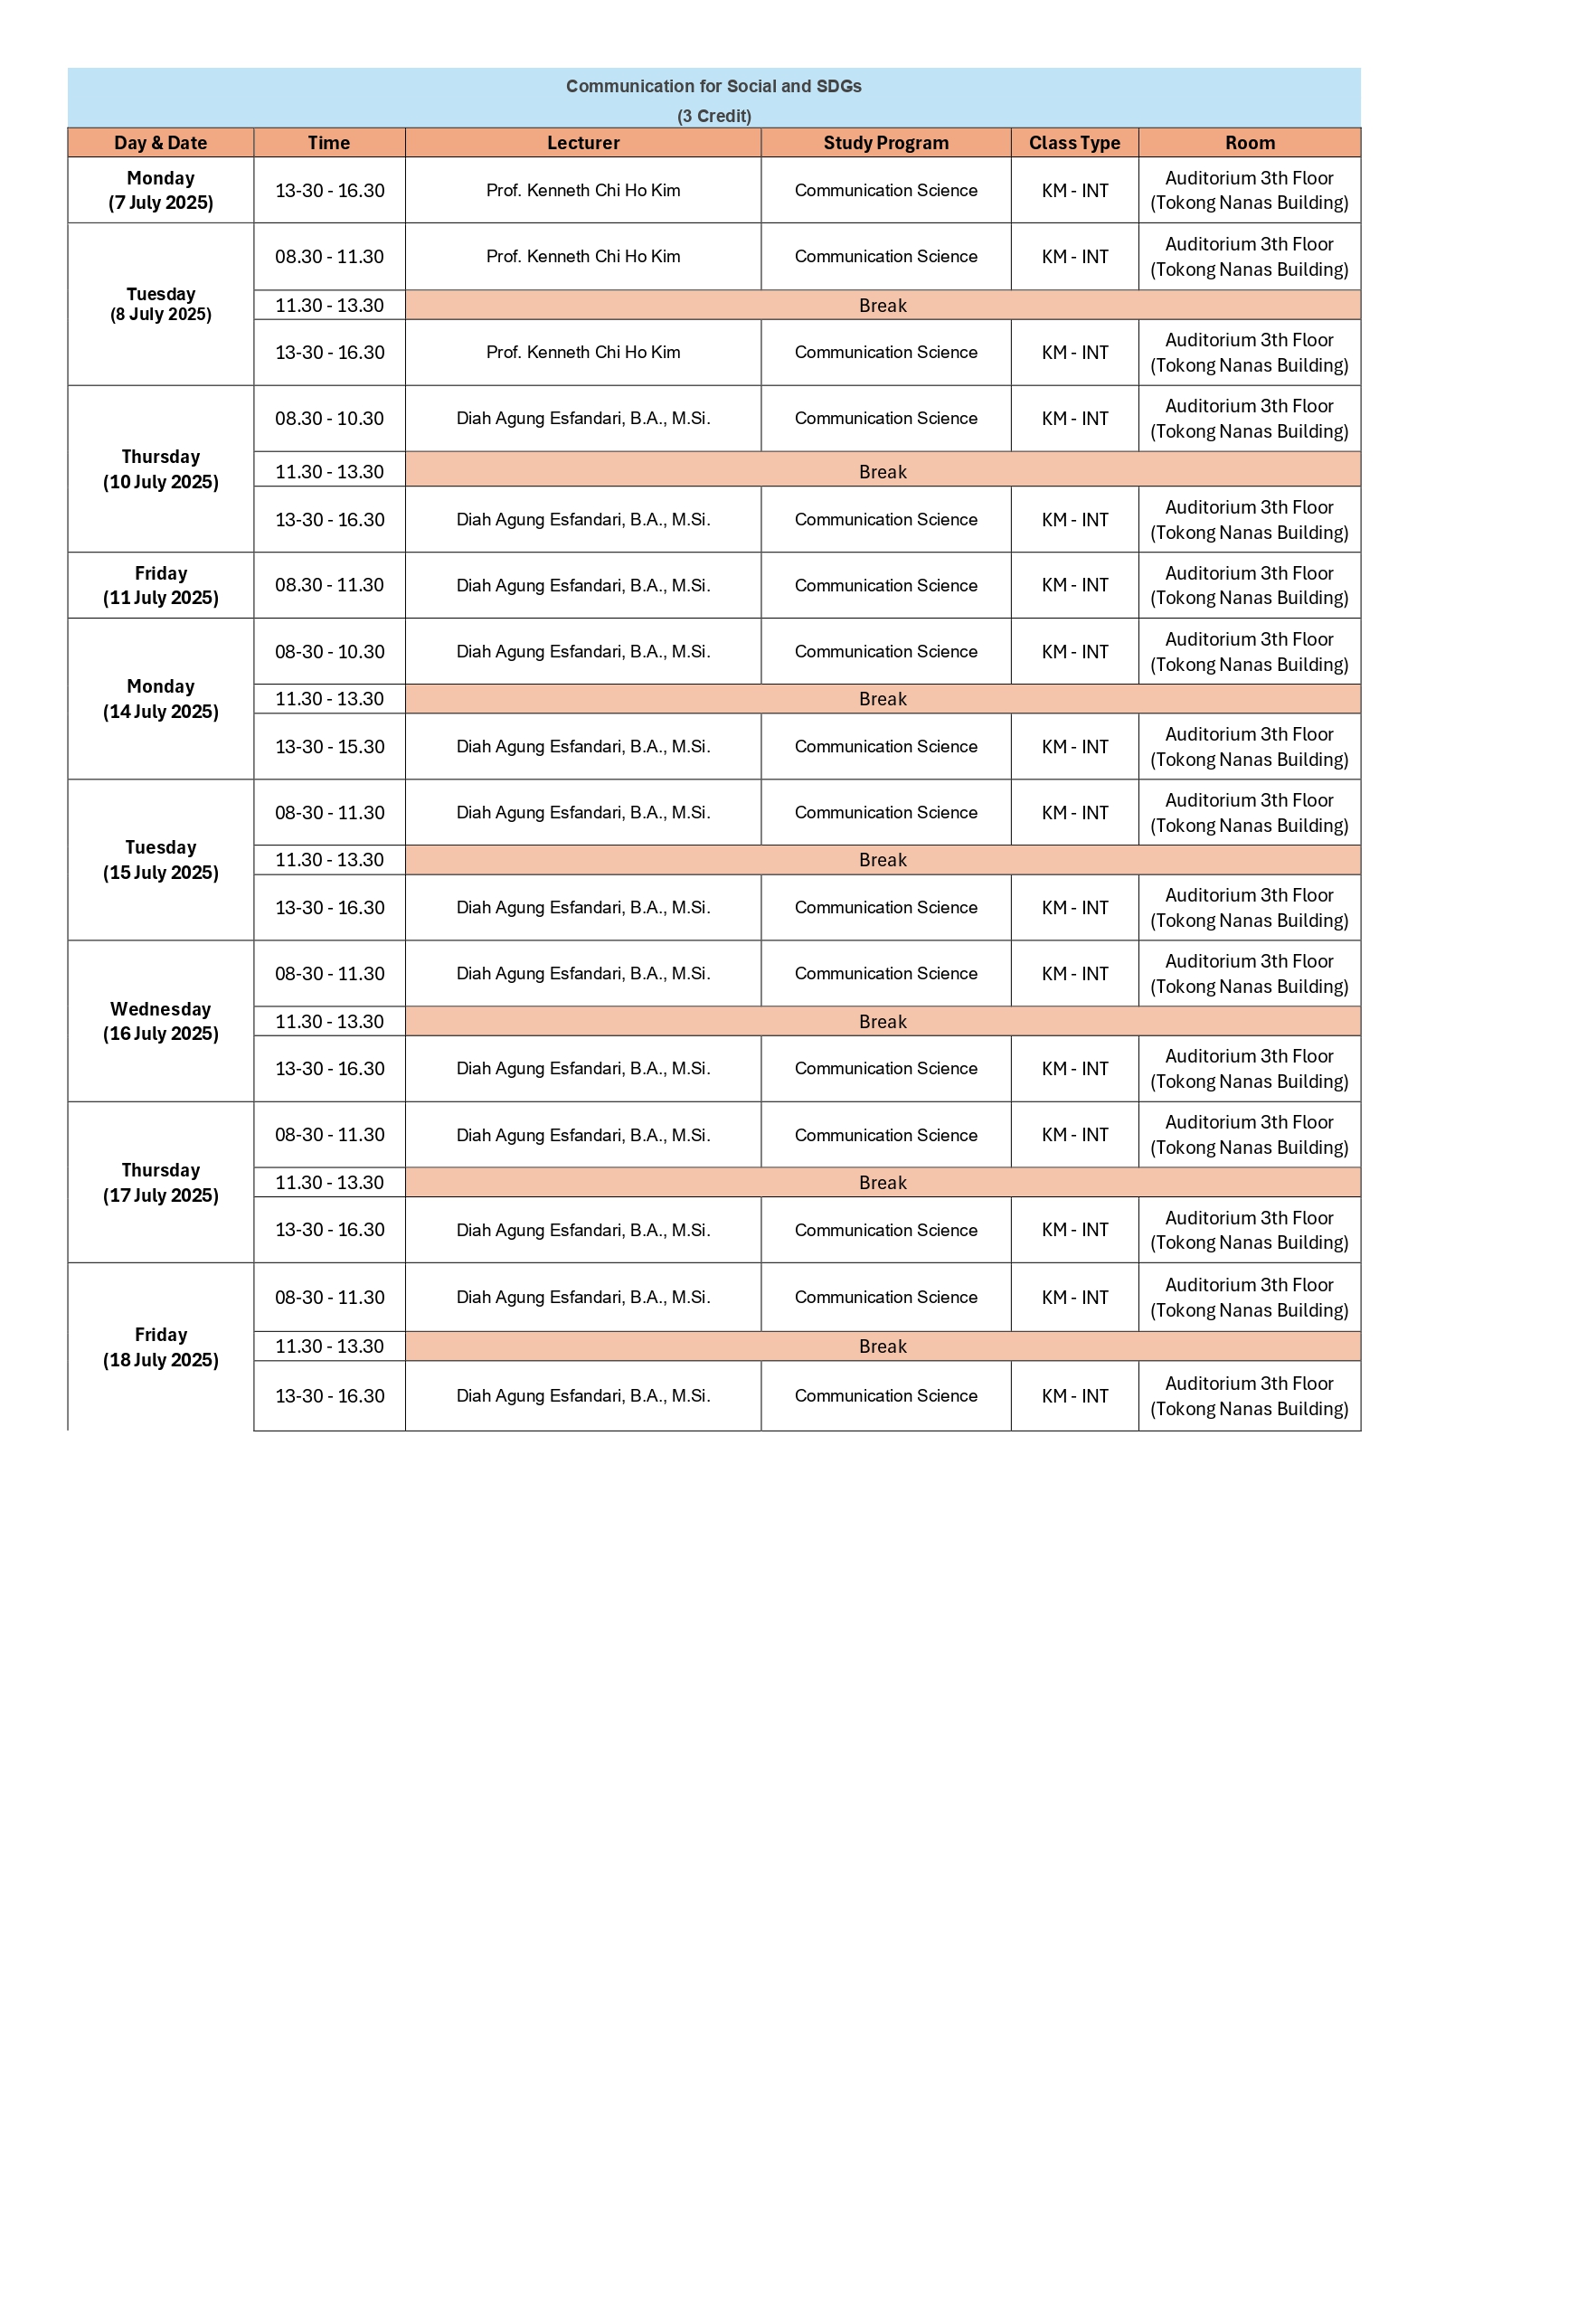 Communication for Social and SDGs
(3 Credit)
Day & Date Time Lecturer Study Program Class Type Room
Monday
(7 July 2025)
13-30 - 16.30 Prof. Kenneth Chi Ho Kim Communication Science KM - INT Auditorium 3th Floor
(Tokong Nanas Building)
Tuesday
(8 July 2025)
08.30 - 11.30 Prof. Kenneth Chi Ho Kim Communication Science KM - INT Auditorium 3th Floor
(Tokong Nanas Building)
11.30 - 13.30 Break
13-30 - 16.30 Prof. Kenneth Chi Ho Kim Communication Science KM - INT Auditorium 3th Floor
(Tokong Nanas Building)
Thursday
(10 July 2025)
08.30 - 10.30 Diah Agung Esfandari, B.A., M.Si. Communication Science KM - INT Auditorium 3th Floor
(Tokong Nanas Building)
11.30 - 13.30 Break
13-30 - 16.30 Diah Agung Esfandari, B.A., M.Si. Communication Science KM - INT Auditorium 3th Floor
(Tokong Nanas Building)
Friday
(11 July 2025)
08.30 - 11.30 Diah Agung Esfandari, B.A., M.Si. Communication Science KM - INT Auditorium 3th Floor
(Tokong Nanas Building)
Monday
(14 July 2025)
08-30 - 10.30 Diah Agung Esfandari, B.A., M.Si. Communication Science KM - INT Auditorium 3th Floor
(Tokong Nanas Building)
11.30 - 13.30 Break
13-30 - 15.30 Diah Agung Esfandari, B.A., M.Si. Communication Science KM - INT Auditorium 3th Floor
(Tokong Nanas Building)
Tuesday
(15 July 2025)
08-30 - 11.30 Diah Agung Esfandari, B.A., M.Si. Communication Science KM - INT Auditorium 3th Floor
(Tokong Nanas Building)
11.30 - 13.30 Break
13-30 - 16.30 Diah Agung Esfandari, B.A., M.Si. Communication Science KM - INT Auditorium 3th Floor
(Tokong Nanas Building)
Wednesday
(16 July 2025)
08-30 - 11.30 Diah Agung Esfandari, B.A., M.Si. Communication Science KM - INT Auditorium 3th Floor
(Tokong Nanas Building)
11.30 - 13.30 Break
13-30 - 16.30 Diah Agung Esfandari, B.A., M.Si. Communication Science KM - INT Auditorium 3th Floor
(Tokong Nanas Building)
Thursday
(17 July 2025)
08-30 - 11.30 Diah Agung Esfandari, B.A., M.Si. Communication Science KM - INT Auditorium 3th Floor
(Tokong Nanas Building)
11.30 - 13.30 Break
13-30 - 16.30 Diah Agung Esfandari, B.A., M.Si. Communication Science KM - INT Auditorium 3th Floor
(Tokong Nanas Building)
Friday
(18 July 2025)
08-30 - 11.30 Diah Agung Esfandari, B.A., M.Si. Communication Science KM - INT Auditorium 3th Floor
(Tokong Nanas Building)
11.30 - 13.30 Break
13-30 - 16.30 Diah Agung Esfandari, B.A., M.Si. Communication Science KM - INT Auditorium 3th Floor
(Tokong Nanas Building)